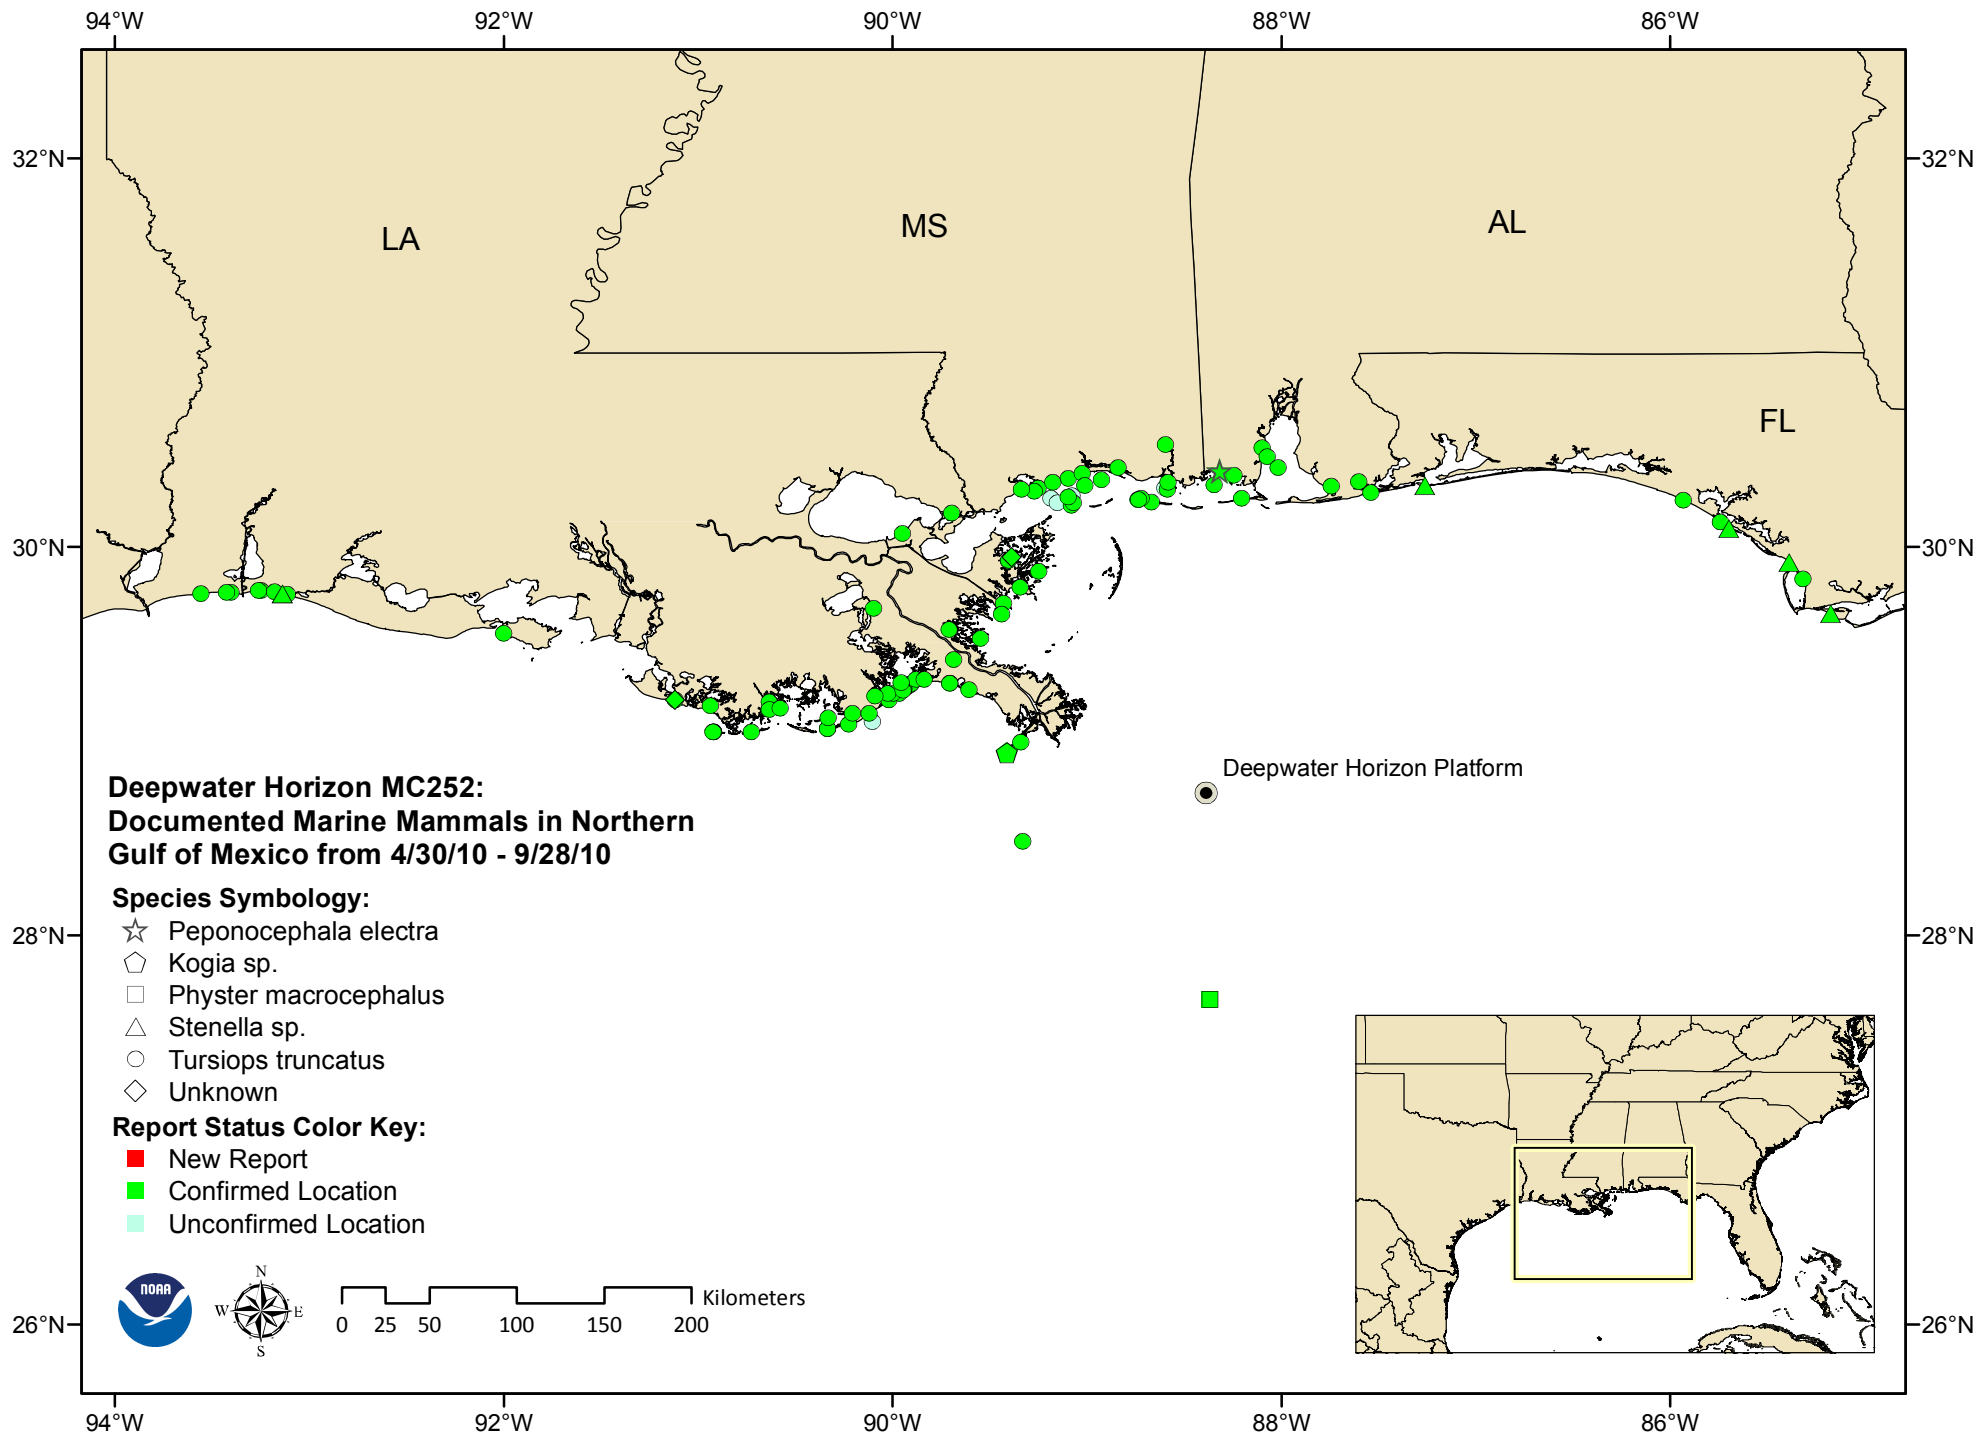 94°W 92°W 90°W 88°W 86°W
32°N 32°N
LA MS AL
FL
30°N 30°N
Deepwater Horizon Platform
Deepwater Horizon MC252:
Documented Marine Mammals in Northern
Gulf of Mexico from 4/30/10 - 9/28/10
Species Symbology:
Peponocephala electra
28°N 28°N
Kogia sp.
Physter macrocephalus
Stenella sp.
Tursiops truncatus
Unknown
Report Status Color Key:
New Report
Confirmed Location
Unconfirmed Location
NOAA
N
W E
S
Kilometers
0 25 50 100 150 200
26°N 26°N
94°W 92°W 90°W 88°W 86°W